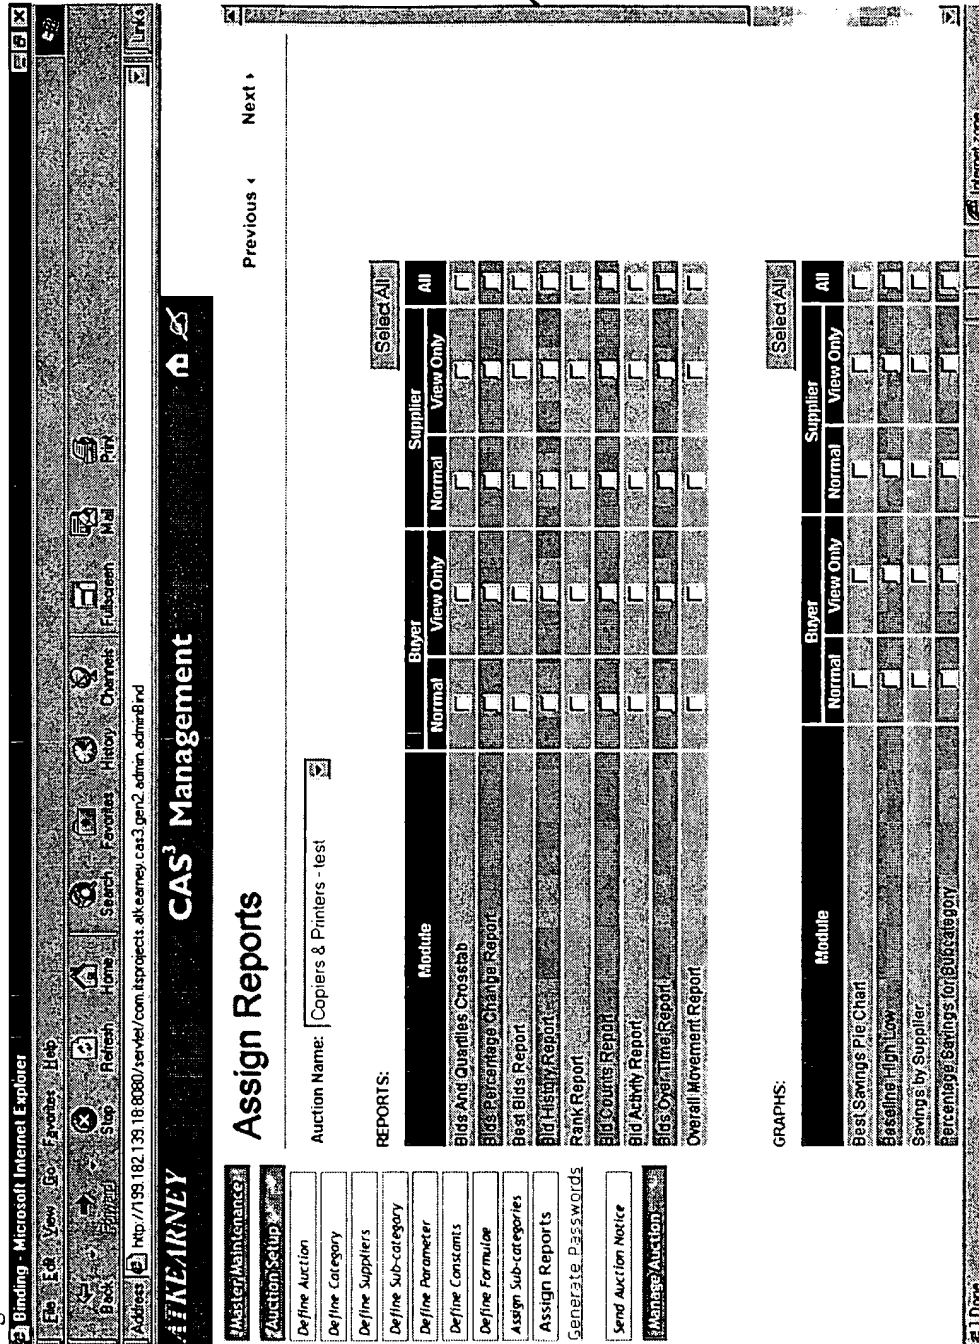 Binding - Microsoft Internet Explorer
File Edit View Go Favorites Help
Back Forward Stop Refresh Home Search Favorites History Channels Fullscreen Mail Print
Address http://199.182.139.18:8080/servlet/com.itsprojects.atkearney.cas3.gen2.admin.adminBind Links
ATKEARNEY CAS³ Management
Master Maintenance
Auction Setup
Define Auction
Define Category
Define Suppliers
Define Sub-category
Define Parameter
Define Constants
Define Formulae
Assign Sub-categories
Assign Reports
Generate Passwords
Send Auction Notice
Manage Auction
Previous Next
Assign Reports
Auction Name: Copiers & Printers - test
REPORTS:
Select All
Module Buyer Supplier All
Normal View Only Normal View Only
Bids And Quantities Crosstab
Bids Percentage Change Report
Best Bids Report
Bid History Report
Rank Report
Bid Counts Report
Bid Activity Report
Bids Over Time Report
Overall Movement Report
GRAPHS:
Select All
Module Buyer Supplier All
Normal View Only Normal View Only
Best Savings Pie Chart
Baseline High Low
Savings by Supplier
Percentage Savings for Subcategory
Done Internet zone